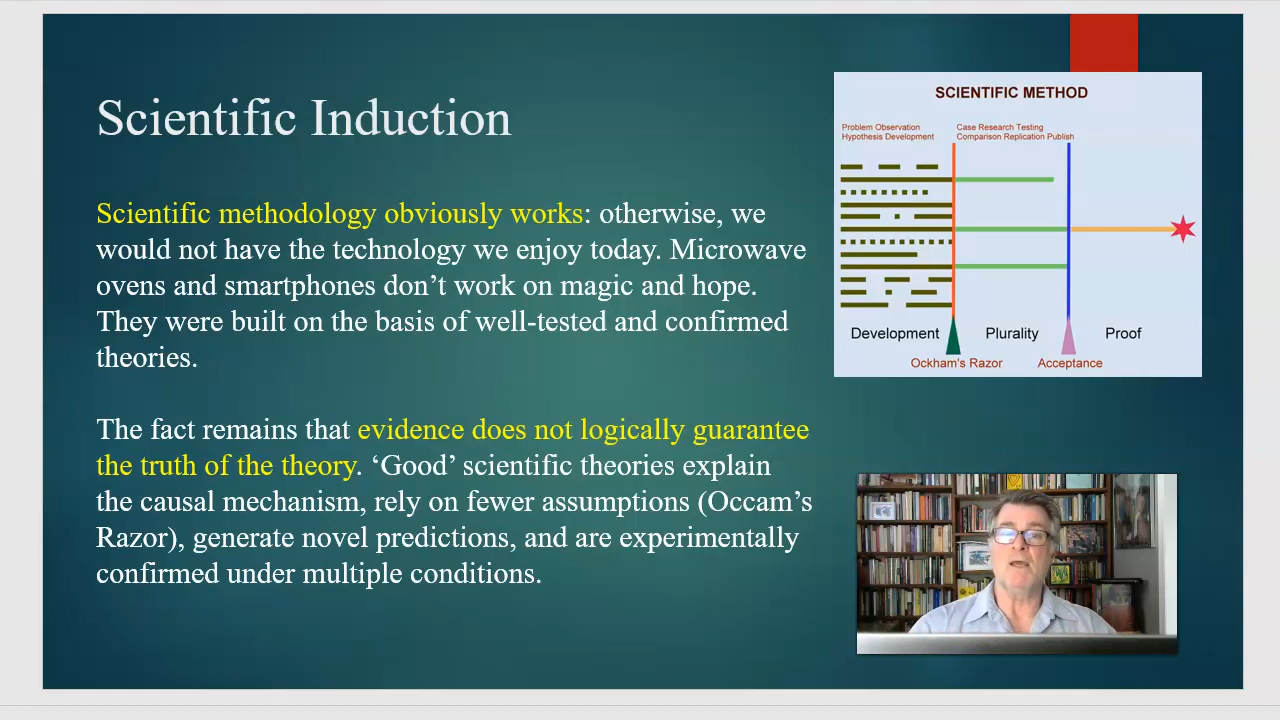 Scientific Induction
Scientific methodology obviously works: otherwise, we
would not have the technology we enjoy today. Microwave
ovens and smartphones don’t work on magic and hope.
They were built on the basis of well-tested and confirmed
theories.
The fact remains that evidence does not logically guarantee
the truth of the theory. ‘Good’ scientific theories explain
the causal mechanism, rely on fewer assumptions (Occam’s
Razor), generate novel predictions, and are experimentally
confirmed under multiple conditions.
SCIENTIFIC METHOD
Problem Observation
Hypothesis Development
Case Research Testing
Comparison Replication Publish
Development
Plurality
Proof
Ockham's Razor
Acceptance